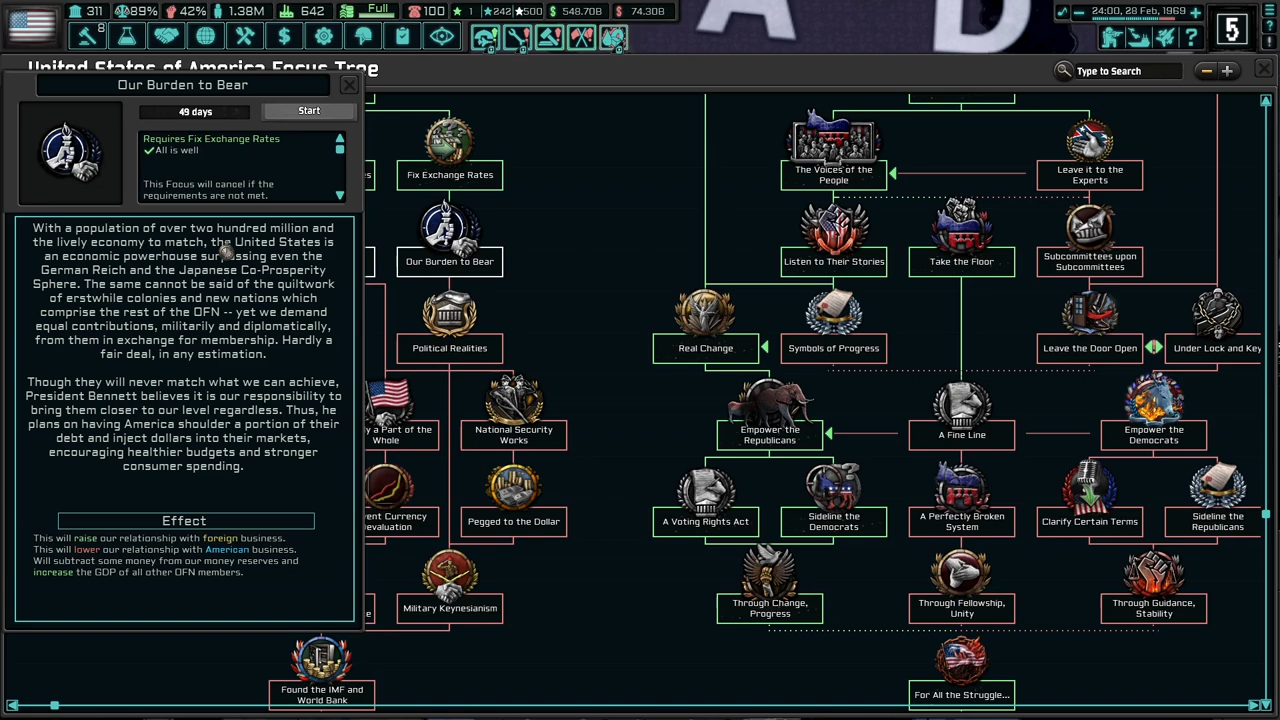 311 89% 42% 1.38M 642 Full 100 1 242 500 $ 548.70B $ 74.30B
24:00, 28 Feb, 1969
5
8
A D
United States of America Focus Tree
Type to Search
Our Burden to Bear
49 days
Start
Requires Fix Exchange Rates
All is well
This Focus will cancel if the
requirements are not met.
With a population of over two hundred million and
the lively economy to match, the United States is
an economic powerhouse surpassing even the
German Reich and the Japanese Co-Prosperity
Sphere. The same cannot be said of the quiltwork
of erstwhile colonies and new nations which
comprise the rest of the OFN -- yet we demand
equal contributions, militarily and diplomatically,
from them in exchange for membership. Hardly a
fair deal, in any estimation.
Though they will never match what we can achieve,
President Bennett believes it is our responsibility to
bring them closer to our level regardless. Thus, he
plans on having America shoulder a portion of their
debt and inject dollars into their markets,
encouraging healthier budgets and stronger
consumer spending.
Effect
This will raise our relationship with foreign business.
This will lower our relationship with American business.
Will subtract some money from our money reserves and
increase the GDP of all other OFN members.
Fix Exchange Rates
The Voices of the
People
Leave it to the
Experts
Our Burden to Bear
Listen to Their Stories
Take the Floor
Subcommittees upon
Subcommittees
Political Realities
Real Change
Symbols of Progress
Leave the Door Open
Under Lock and Key
y a Part of the
Whole
National Security
Works
Empower the
Republicans
A Fine Line
Empower the
Democrats
vent Currency
evaluation
Pegged to the Dollar
A Voting Rights Act
Sideline the
Democrats
A Perfectly Broken
System
Clarify Certain Terms
Sideline the
Republicans
Military Keynesianism
Through Change,
Progress
Through Fellowship,
Unity
Through Guidance,
Stability
Found the IMF and
World Bank
For All the Struggle...